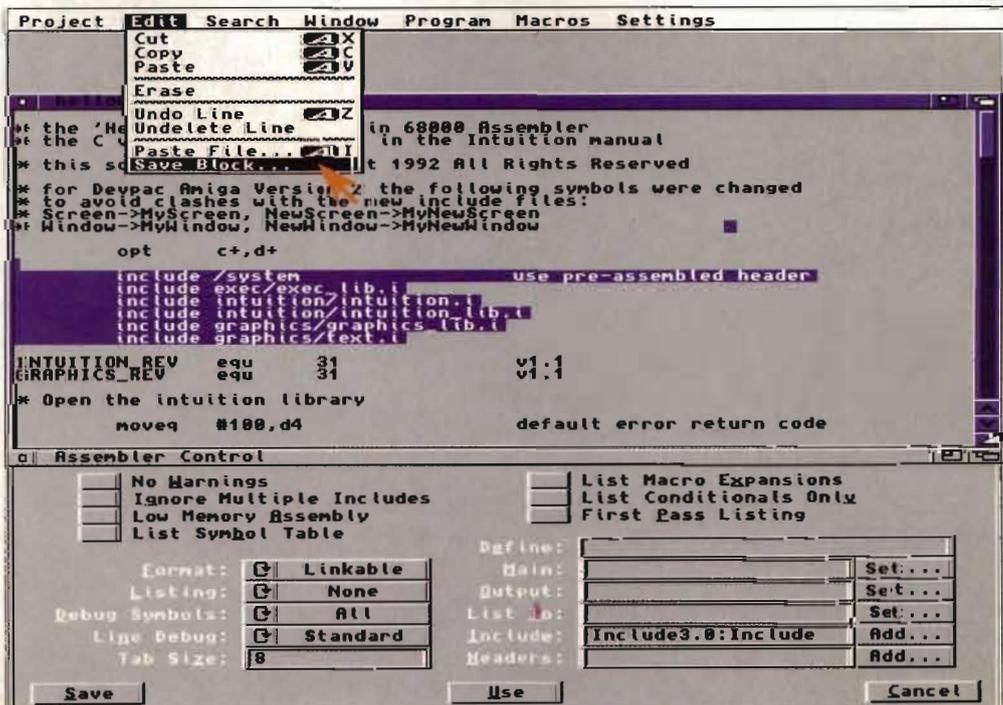 Project Edit Search Window Program Macros Settings
Cut X
Copy C
Paste V
Erase
Undo Line Z
Undelete Line
Paste File... I
Save Block...
hello
* the 'He in 68000 Assembler
* the C v in the Intuition manual
* this so t 1992 All Rights Reserved
* for Devpac Amiga Version 2 the following symbols were changed
* to avoid clashes with the new include files:
* Screen->MyScreen, NewScreen->MyNewScreen
* Window->MyWindow, NewWindow->MyNewWindow
opt c+,d+
include /system use pre-assembled header
include exec/exec_lib.i
include intuition/intuition.i
include intuition/intuition_lib.i
include graphics/graphics_lib.i
include graphics/text.i
INTUITION_REV equ 31 v1.1
GRAPHICS_REV equ 31 v1.1
* Open the intuition library
moveq #100,d4 default error return code
Assembler Control
No Warnings
Ignore Multiple Includes
Low Memory Assembly
List Symbol Table
List Macro Expansions
List Conditionals Only
First Pass Listing
Format: Linkable
Listing: None
Debug Symbols: All
Line Debug: Standard
Tab Size: 8
Define:
Main: Set...
Output: Set...
List To: Set...
Include: Include3.0:Include Add...
Headers: Add...
Save Use Cancel